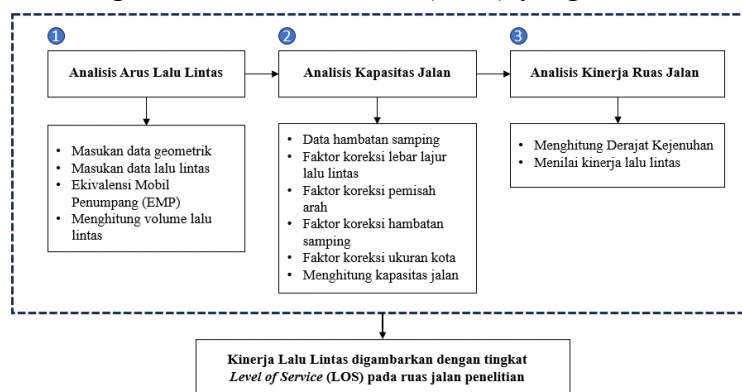 1
Analisis Arus Lalu Lintas
• Masukan data geometrik
• Masukan data lalu lintas
• Ekivalensi Mobil
Penumpang (EMP)
• Menghitung volume lalu
lintas
2
Analisis Kapasitas Jalan
• Data hambatan samping
• Faktor koreksi lebar lajur
lalu lintas
• Faktor koreksi pemisah
arah
• Faktor koreksi hambatan
samping
• Faktor koreksi ukuran kota
• Menghitung kapasitas jalan
3
Analisis Kinerja Ruas Jalan
• Menghitung Derajat Kejenuhan
• Menilai kinerja lalu lintas
Kinerja Lalu Lintas digambarkan dengan tingkat
Level of Service (LOS) pada ruas jalan penelitian